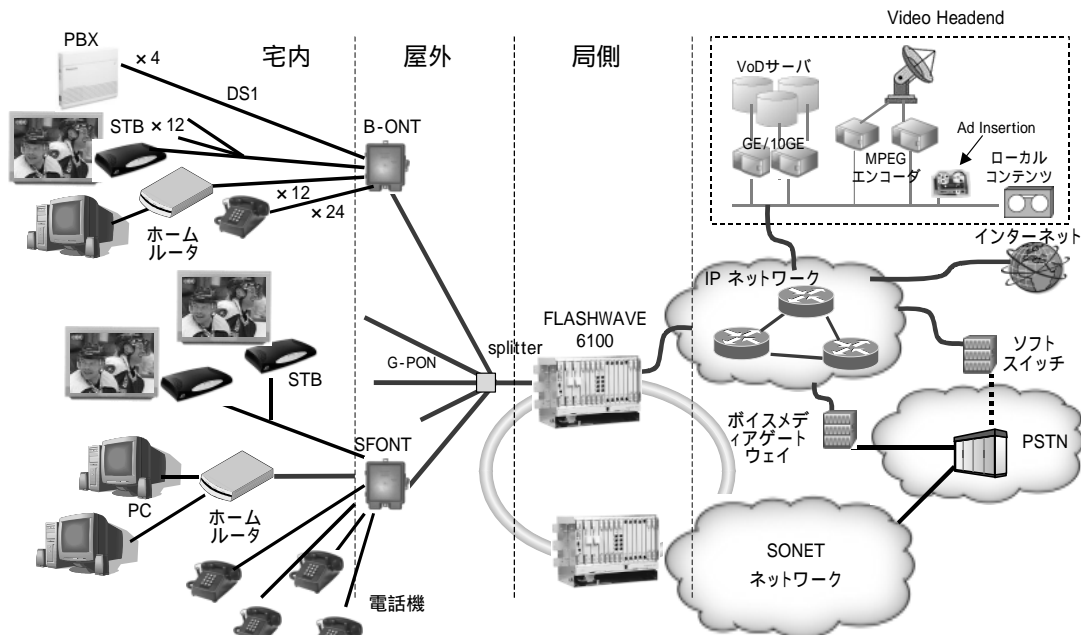 Video Headend
PBX
×4
宅内
屋外
局側
VoDサーバ
DS1
STB
×12
B-ONT
GE/10GE
MPEG
エンコーダ
Ad Insertion
ローカル
コンテンツ
×12
×24
ホーム
ルータ
インターネット
IP ネットワーク
FLASHWAVE
6100
splitter
G-PON
STB
ソフト
スイッチ
ボイスメデ
ィアゲート
ウェイ
PSTN
SFONT
PC
ホーム
ルータ
SONET
ネットワーク
電話機